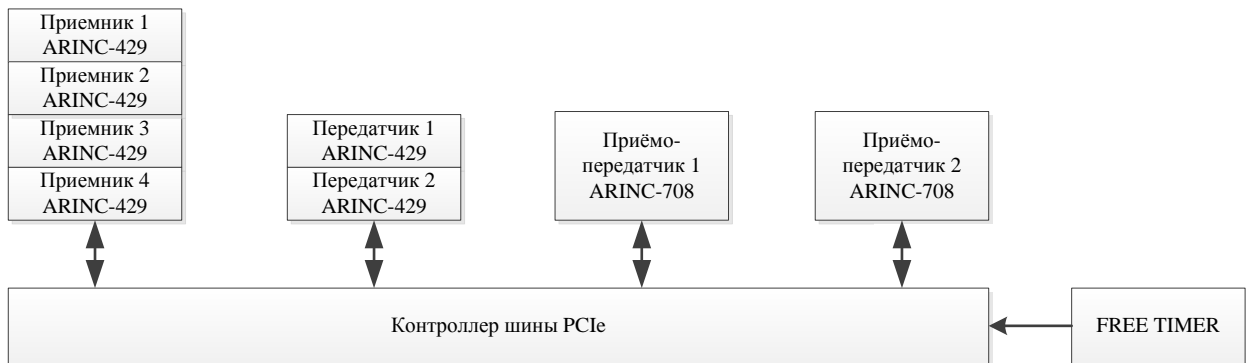 Приемник 1
ARINC-429
Приемник 2
ARINC-429
Приемник 3
ARINC-429
Приемник 4
ARINC-429
Передатчик 1
ARINC-429
Передатчик 2
ARINC-429
Приёмо-
передатчик 1
ARINC-708
Приёмо-
передатчик 2
ARINC-708
Контроллер шины PCIe
FREE TIMER